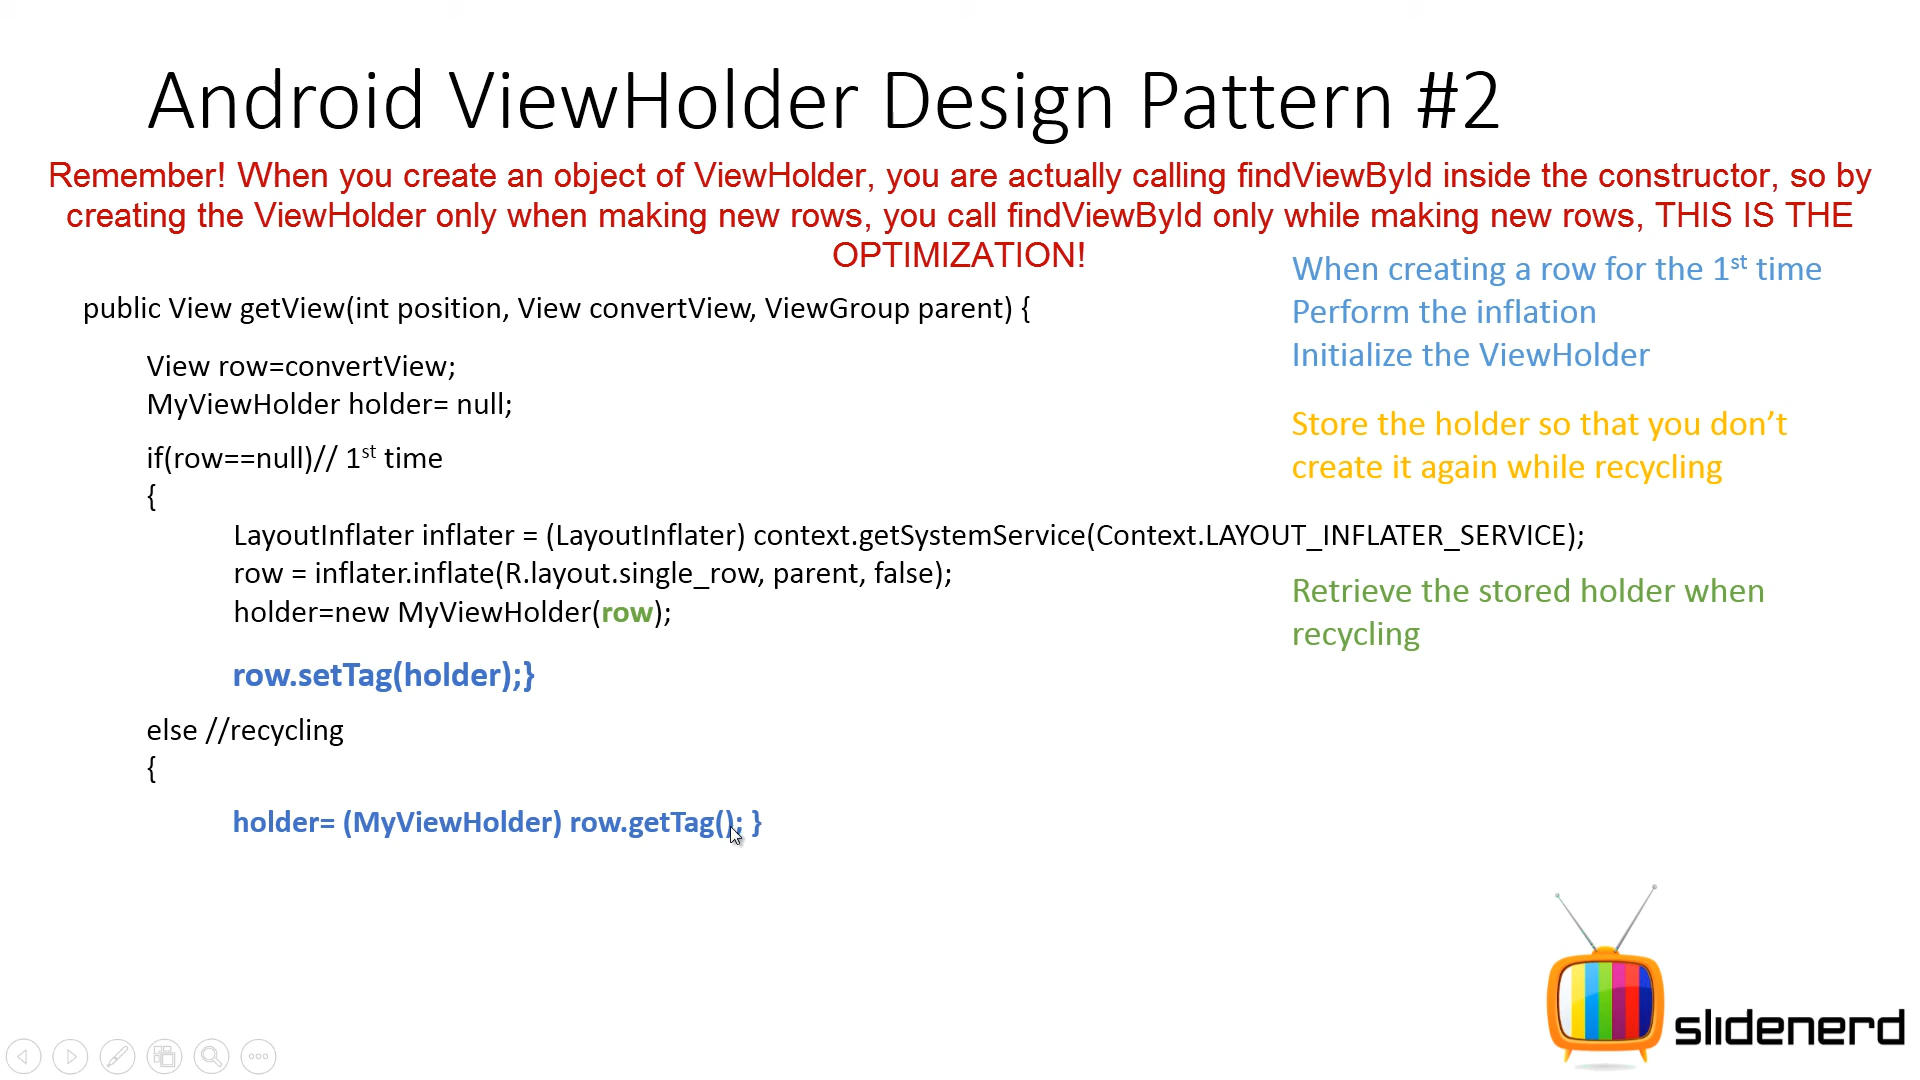 Android ViewHolder Design Pattern #2
Remember! When you create an object of ViewHolder, you are actually calling findViewById inside the constructor, so by
creating the ViewHolder only when making new rows, you call findViewById only while making new rows, THIS IS THE
OPTIMIZATION!
public View getView(int position, View convertView, ViewGroup parent) {
View row=convertView;
MyViewHolder holder= null;
if(row==null)// 1st time
{
LayoutInflater inflater = (LayoutInflater) context.getSystemService(Context.LAYOUT_INFLATER_SERVICE);
row = inflater.inflate(R.layout.single_row, parent, false);
holder=new MyViewHolder(row);
row.setTag(holder);}
else //recycling
{
holder= (MyViewHolder) row.getTag(); }
When creating a row for the 1st time
Perform the inflation
Initialize the ViewHolder
Store the holder so that you don’t
create it again while recycling
Retrieve the stored holder when
recycling
slidenerd